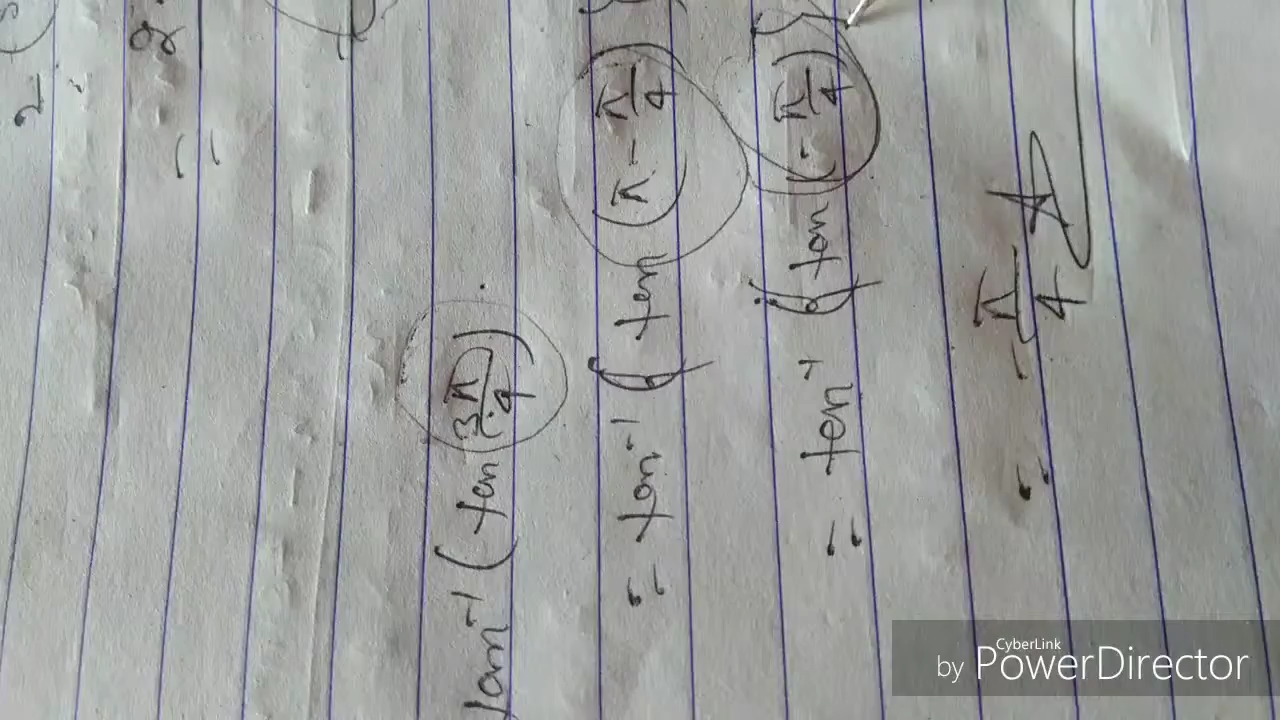 tan⁻¹ ( tan (3π/4) )
= tan⁻¹ { tan (π - π/4) }
= tan⁻¹ { tan (- π/4) }
= - π/4
CyberLink
by PowerDirector